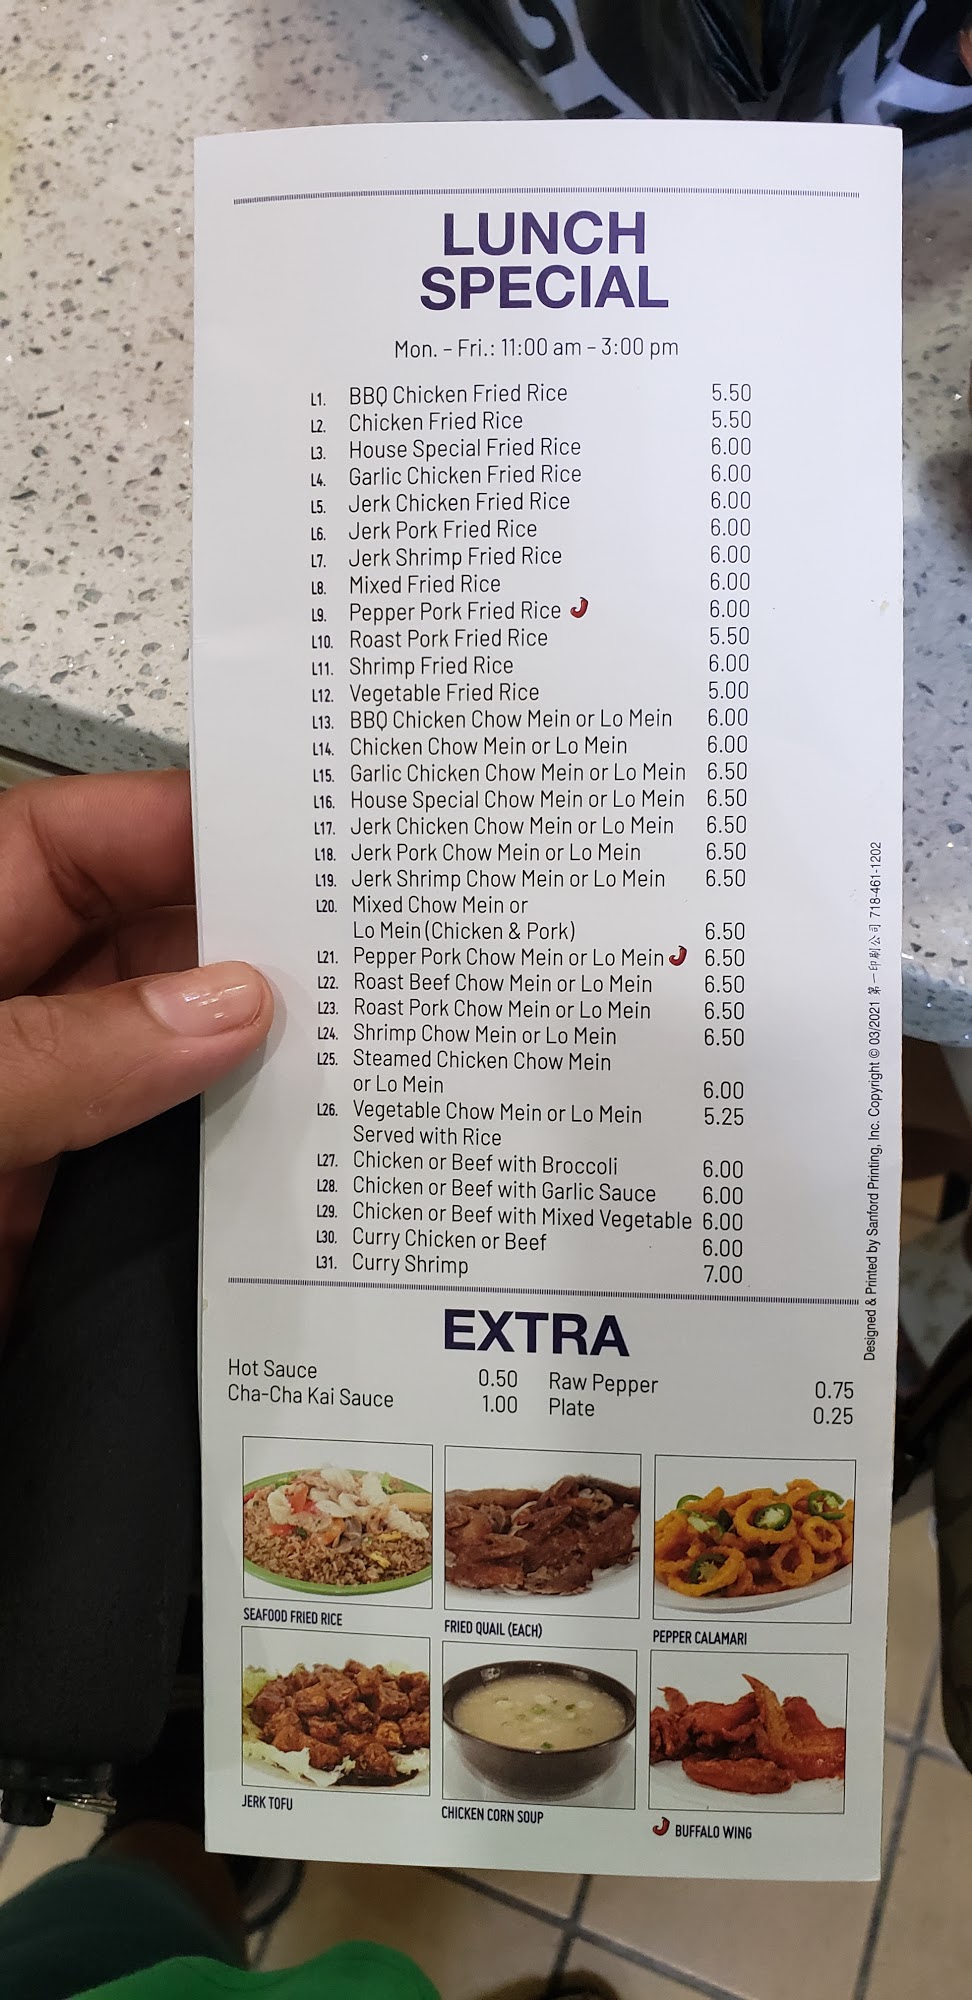 LUNCH
SPECIAL
Mon. - Fri.: 11:00 am - 3:00 pm
L1. BBQ Chicken Fried Rice 5.50
L2. Chicken Fried Rice 5.50
L3. House Special Fried Rice 6.00
L4. Garlic Chicken Fried Rice 6.00
L5. Jerk Chicken Fried Rice 6.00
L6. Jerk Pork Fried Rice 6.00
L7. Jerk Shrimp Fried Rice 6.00
L8. Mixed Fried Rice 6.00
L9. Pepper Pork Fried Rice 6.00
L10. Roast Pork Fried Rice 5.50
L11. Shrimp Fried Rice 6.00
L12. Vegetable Fried Rice 5.00
L13. BBQ Chicken Chow Mein or Lo Mein 6.00
L14. Chicken Chow Mein or Lo Mein 6.00
L15. Garlic Chicken Chow Mein or Lo Mein 6.50
L16. House Special Chow Mein or Lo Mein 6.50
L17. Jerk Chicken Chow Mein or Lo Mein 6.50
L18. Jerk Pork Chow Mein or Lo Mein 6.50
L19. Jerk Shrimp Chow Mein or Lo Mein 6.50
L20. Mixed Chow Mein or
Lo Mein (Chicken & Pork) 6.50
L21. Pepper Pork Chow Mein or Lo Mein 6.50
L22. Roast Beef Chow Mein or Lo Mein 6.50
L23. Roast Pork Chow Mein or Lo Mein 6.50
L24. Shrimp Chow Mein or Lo Mein 6.50
L25. Steamed Chicken Chow Mein
or Lo Mein 6.00
L26. Vegetable Chow Mein or Lo Mein 5.25
Served with Rice
L27. Chicken or Beef with Broccoli 6.00
L28. Chicken or Beef with Garlic Sauce 6.00
L29. Chicken or Beef with Mixed Vegetable 6.00
L30. Curry Chicken or Beef 6.00
L31. Curry Shrimp 7.00
EXTRA
Hot Sauce 0.50 Raw Pepper 0.75
Cha-Cha Kai Sauce 1.00 Plate 0.25
SEAFOOD FRIED RICE
FRIED QUAIL (EACH)
PEPPER CALAMARI
JERK TOFU
CHICKEN CORN SOUP
BUFFALO WING
Designed & Printed by Sanford Printing, Inc. Copyright © 03/2021 第一印刷公司 718-461-1202